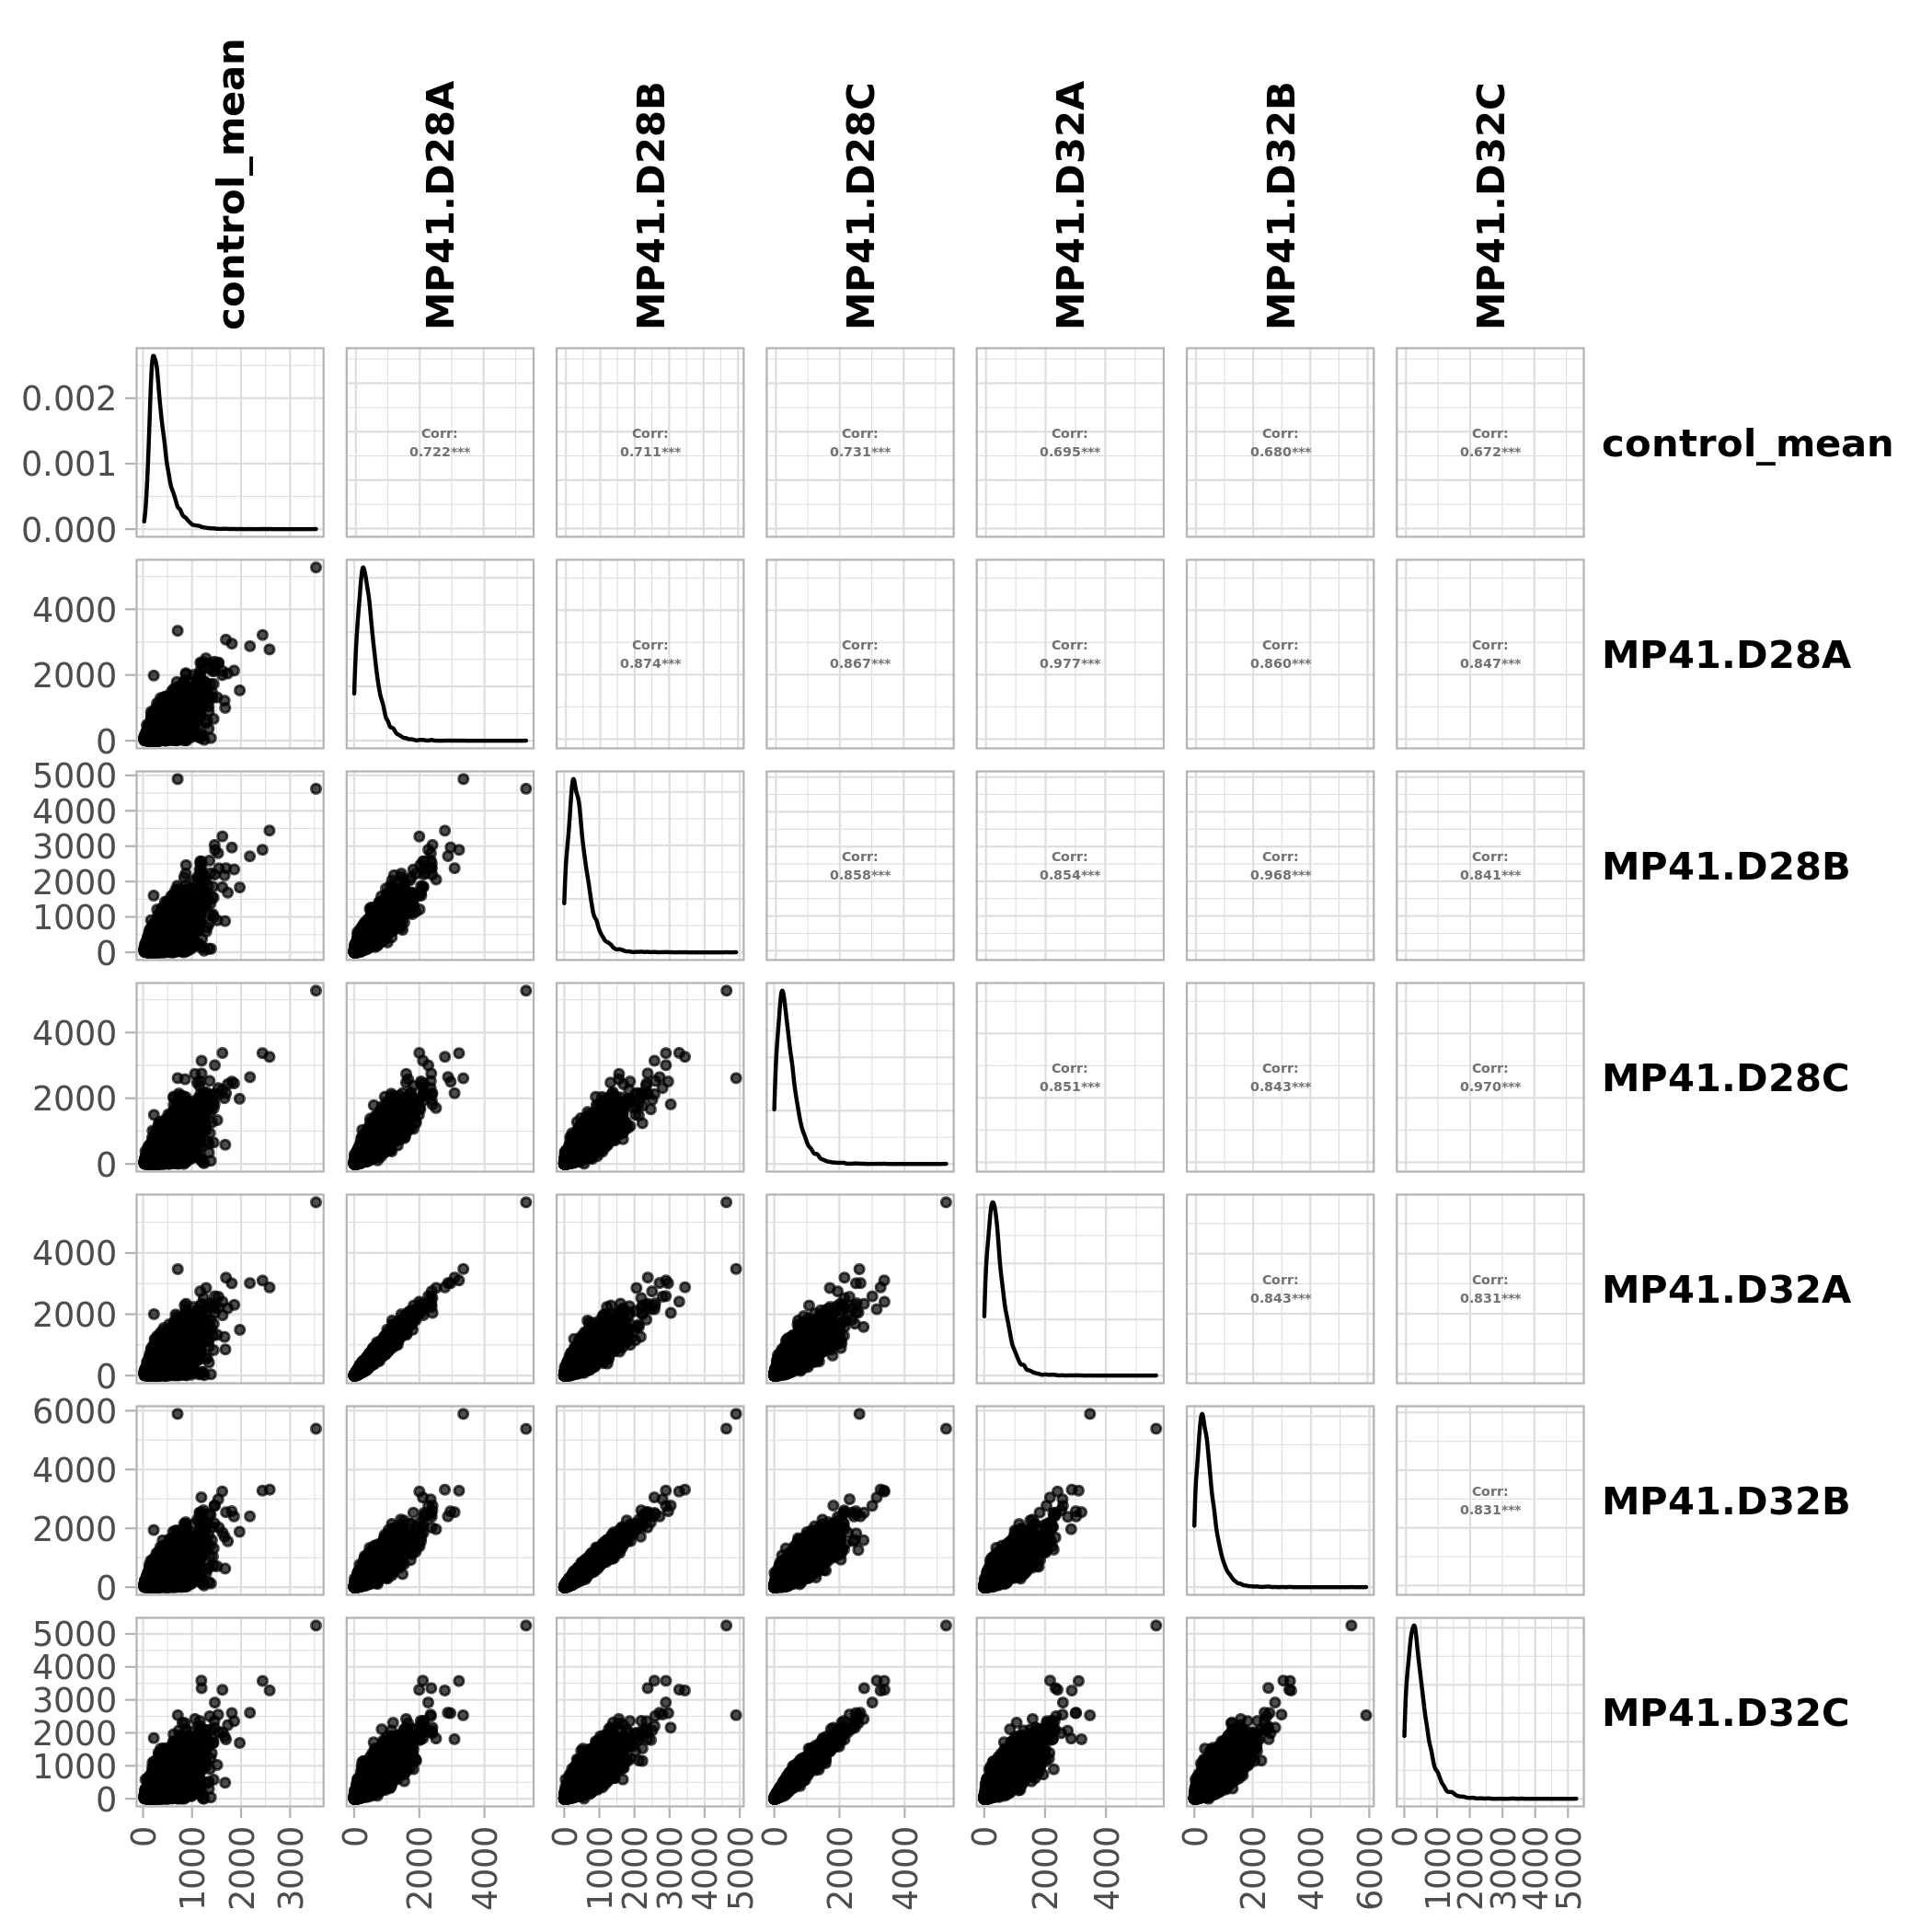 control_mean
MP41.D28A
MP41.D28B
MP41.D28C
MP41.D32A
MP41.D32B
MP41.D32C
0.002
0.001
0.000
Corr:
0.722***
Corr:
0.711***
Corr:
0.731***
Corr:
0.695***
Corr:
0.680***
Corr:
0.672***
control_mean
4000
2000
0
Corr:
0.874***
Corr:
0.867***
Corr:
0.977***
Corr:
0.860***
Corr:
0.847***
MP41.D28A
5000
4000
3000
2000
1000
0
Corr:
0.858***
Corr:
0.854***
Corr:
0.968***
Corr:
0.841***
MP41.D28B
4000
2000
0
Corr:
0.851***
Corr:
0.843***
Corr:
0.970***
MP41.D28C
4000
2000
0
Corr:
0.843***
Corr:
0.831***
MP41.D32A
6000
4000
2000
0
Corr:
0.831***
MP41.D32B
5000
4000
3000
2000
1000
0
MP41.D32C
0
1000
2000
3000
0
2000
4000
0
1000
2000
3000
4000
5000
0
2000
4000
0
2000
4000
0
2000
4000
6000
0
1000
2000
3000
4000
5000